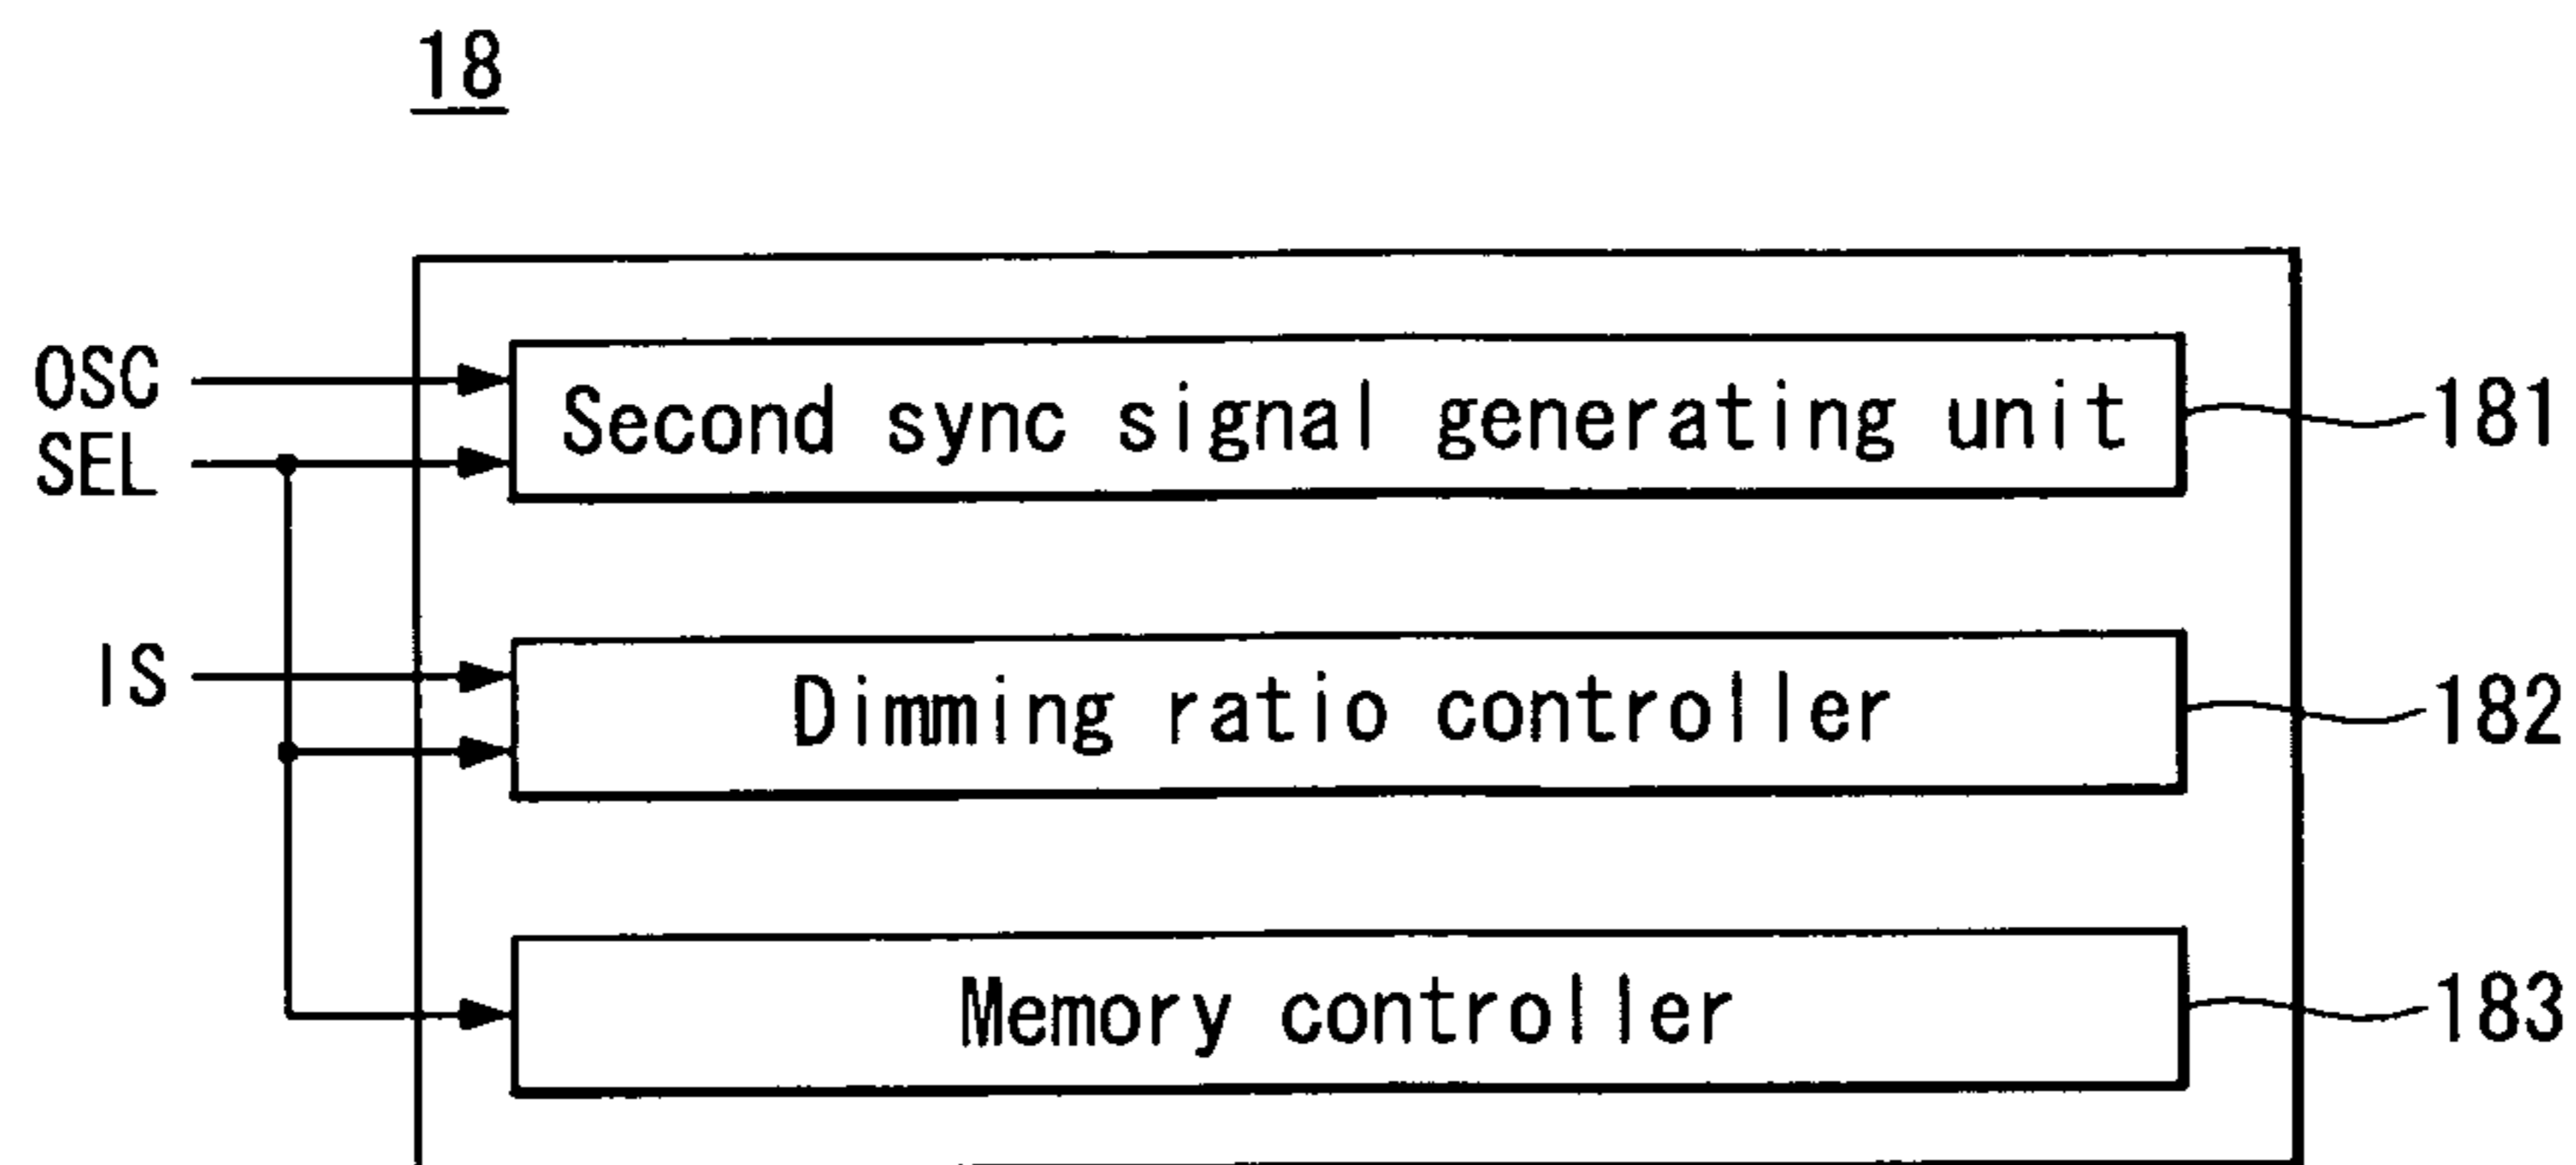 18
OSC
SEL
Second sync signal generating unit
181
IS
Dimming ratio controller
182
Memory controller
183